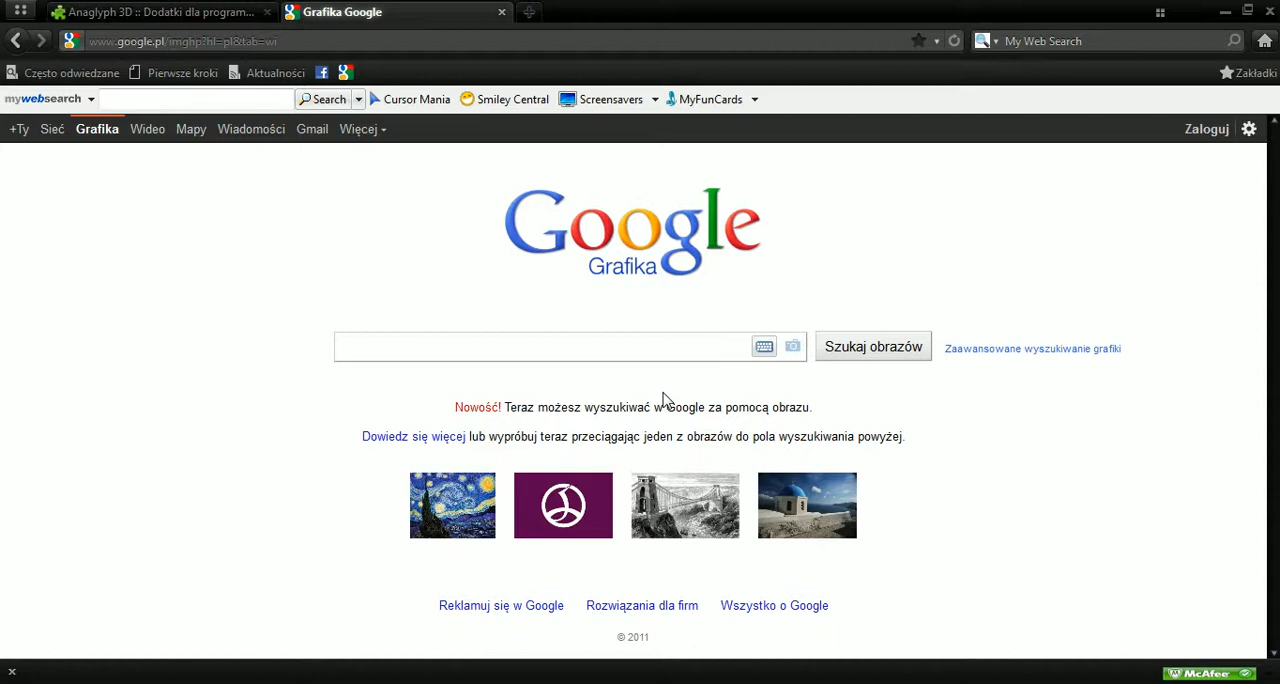 Anaglyph 3D :: Dodatki dla program...
Grafika Google
www.google.pl/imghp?hl=pl&tab=wi
My Web Search
Często odwiedzane
Pierwsze kroki
Aktualności
Zakładki
mywebsearch
Search
Cursor Mania
Smiley Central
Screensavers
MyFunCards
+Ty Sieć Grafika Wideo Mapy Wiadomości Gmail Więcej
Zaloguj
Google
Grafika
Szukaj obrazów
Zaawansowane wyszukiwanie grafiki
Nowość! Teraz możesz wyszukiwać w Google za pomocą obrazu.
Dowiedz się więcej lub wypróbuj teraz przeciągając jeden z obrazów do pola wyszukiwania powyżej.
Reklamuj się w Google Rozwiązania dla firm Wszystko o Google
© 2011
McAfee